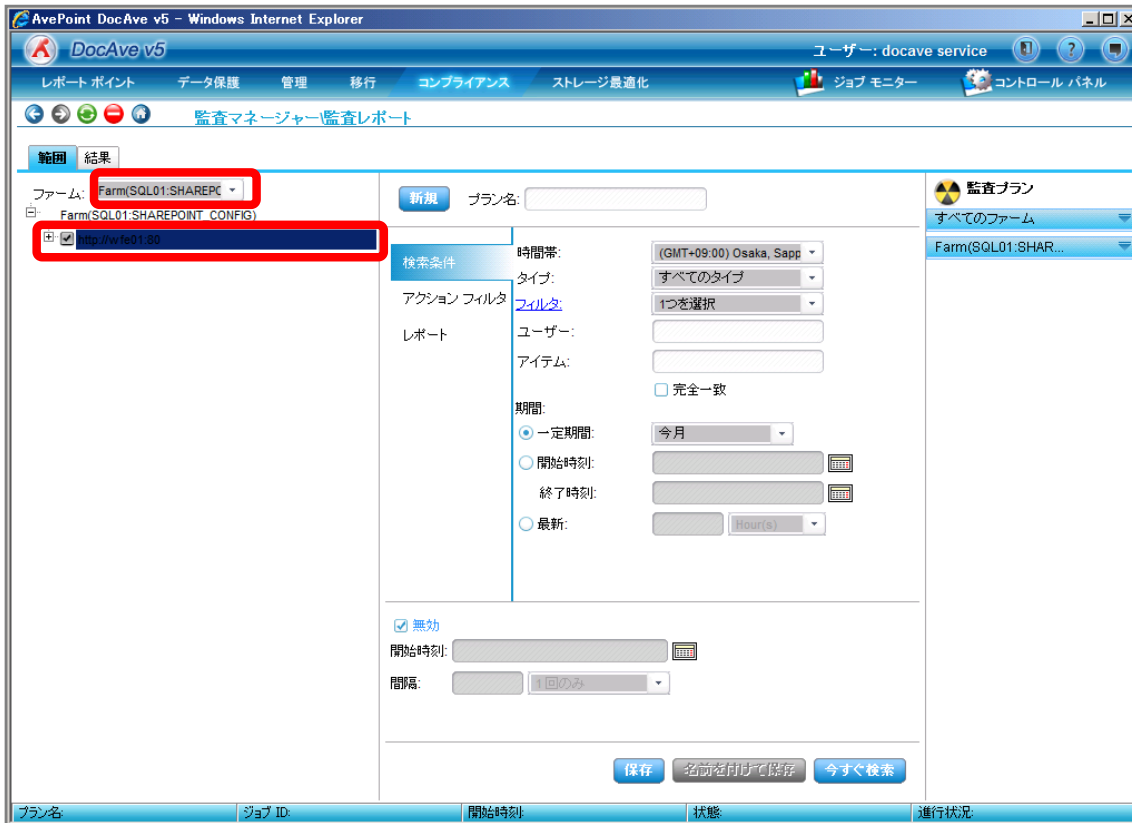 AvePoint DocAve v5 - Windows Internet Explorer
DocAve v5
ユーザー: docave service
レポート ポイント データ保護 管理 移行 コンプライアンス ストレージ最適化 ジョブ モニター コントロール パネル
監査マネージャー\監査レポート
範囲 結果
ファーム: Farm(SQL01:SHAREPC
Farm(SQL01:SHAREPOINT_CONFIG)
http://wfe01:80
新規 プラン名:
検索条件
アクション フィルタ
レポート
時間帯: (GMT+09:00) Osaka, Sapp
タイプ: すべてのタイプ
フィルタ: 1つを選択
ユーザー:
アイテム:
完全一致
期間:
一定期間: 今月
開始時刻:
終了時刻:
最新: Hour(s)
無効
開始時刻:
間隔: 1回のみ
保存 名前を付けて保存 今すぐ検索
監査プラン
すべてのファーム
Farm(SQL01:SHAR...
プラン名: ジョブ ID: 開始時刻: 状態: 進行状況: